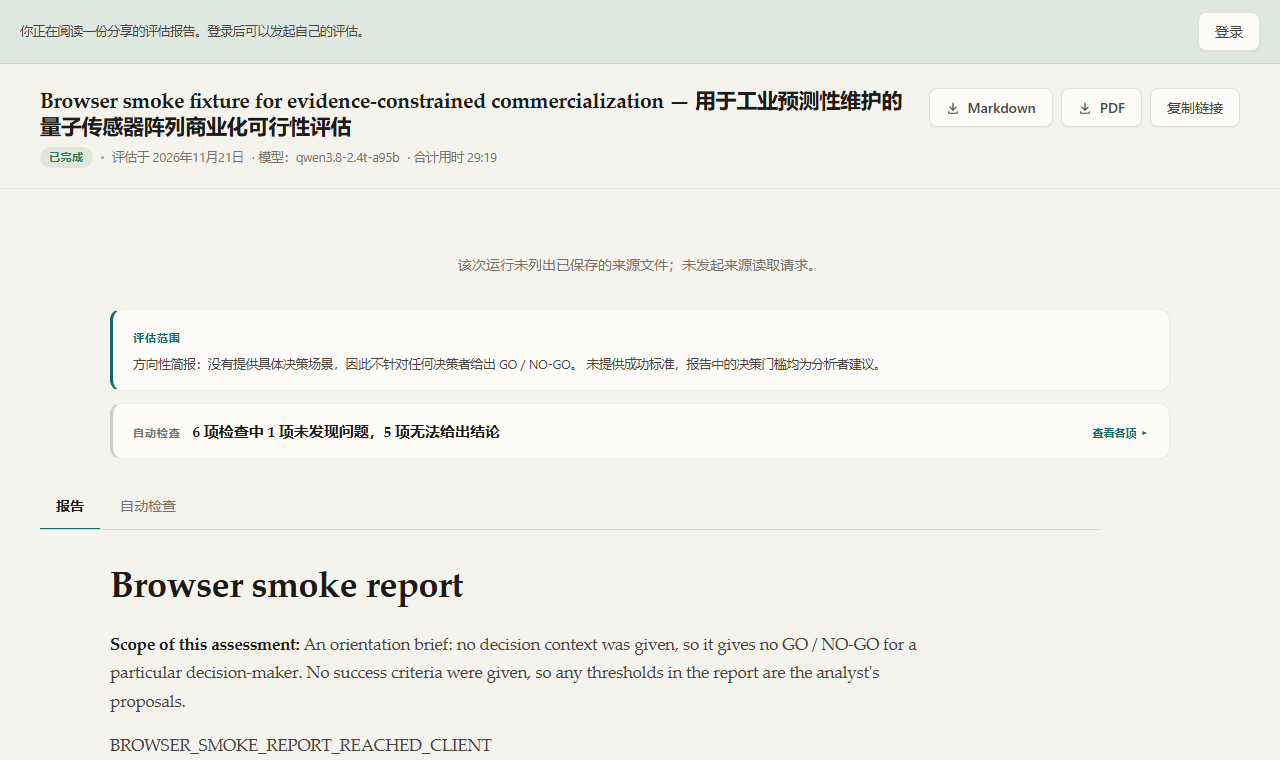 你正在阅读一份分享的评估报告。登录后可以发起自己的评估。
登录
Browser smoke fixture for evidence-constrained commercialization — 用于工业预测性维护的
量子传感器阵列商业化可行性评估
Markdown
PDF
复制链接
已完成 · 评估于 2026年11月21日 · 模型：qwen3.8-2.4t-a95b · 合计用时 29:19
该次运行未列出已保存的来源文件；未发起来源读取请求。
评估范围
方向性简报：没有提供具体决策场景，因此不针对任何决策者给出 GO / NO-GO。 未提供成功标准，报告中的决策门槛均为分析者建议。
自动检查 6 项检查中 1 项未发现问题，5 项无法给出结论
查看各项 ▸
报告
自动检查
Browser smoke report
Scope of this assessment: An orientation brief: no decision context was given, so it gives no GO / NO-GO for a
particular decision-maker. No success criteria were given, so any thresholds in the report are the analyst's
proposals.
BROWSER_SMOKE_REPORT_REACHED_CLIENT